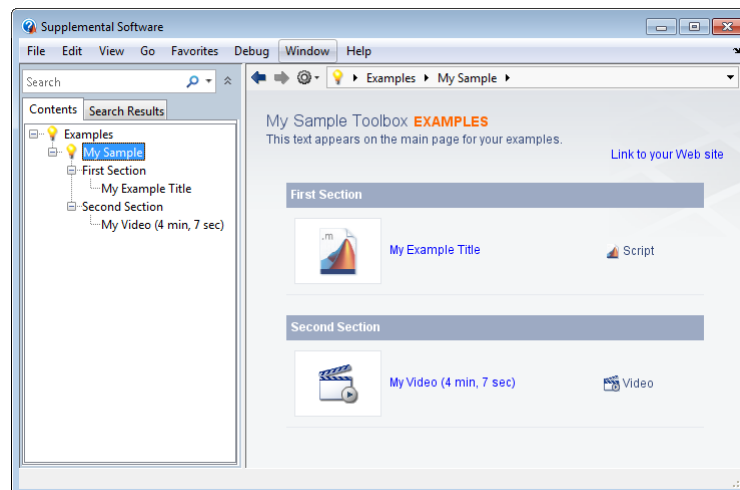 Supplemental Software
File Edit View Go Favorites Debug Window Help
Search
Examples My Sample
Contents Search Results
Examples
My Sample
First Section
My Example Title
Second Section
My Video (4 min, 7 sec)
My Sample Toolbox EXAMPLES
This text appears on the main page for your examples.
Link to your Web site
First Section
.m
My Example Title
Script
Second Section
My Video (4 min, 7 sec)
Video